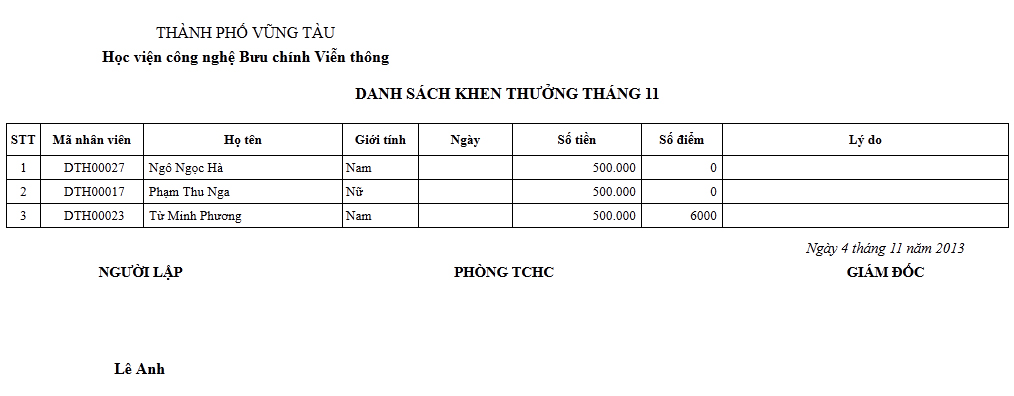 THÀNH PHỐ VŨNG TÀU
Học viện công nghệ Bưu chính Viễn thông
DANH SÁCH KHEN THƯỞNG THÁNG 11
STT Mã nhân viên Họ tên Giới tính Ngày Số tiền Số điểm Lý do
1 DTH00027 Ngô Ngọc Hà Nam 500.000 0
2 DTH00017 Phạm Thu Nga Nữ 500.000 0
3 DTH00023 Từ Minh Phương Nam 500.000 6000
Ngày 4 tháng 11 năm 2013
NGƯỜI LẬP PHÒNG TCHC GIÁM ĐỐC
Lê Anh